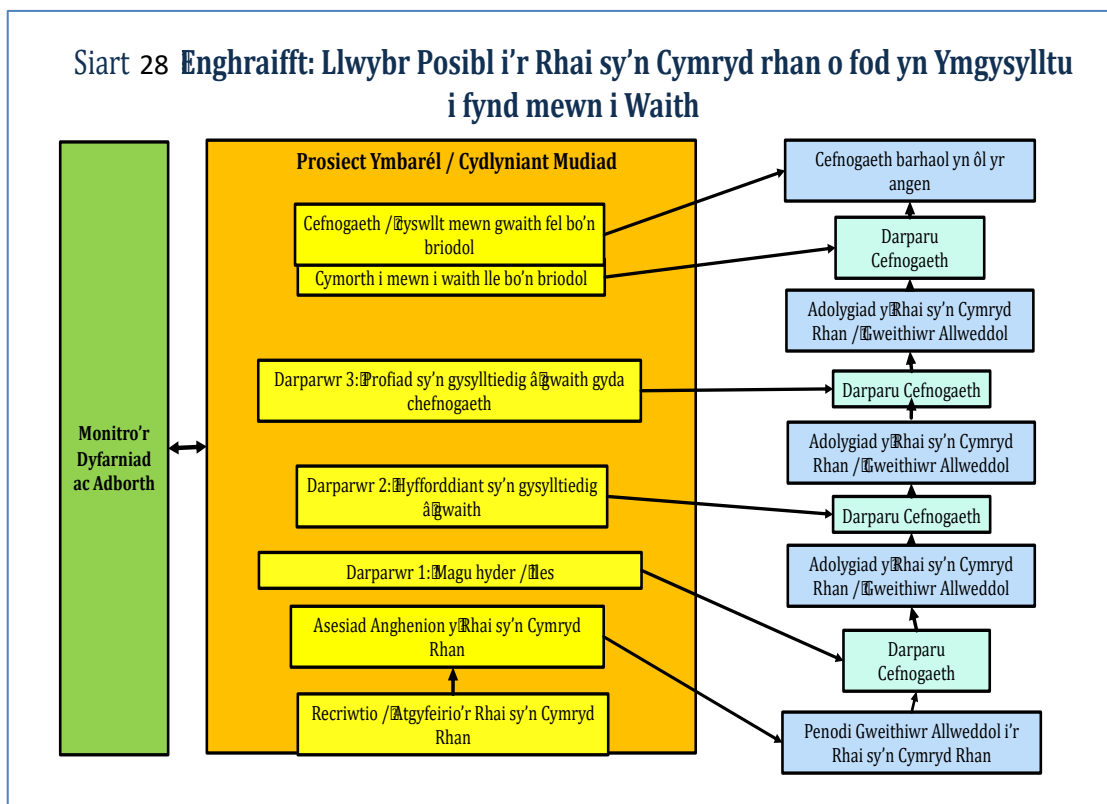 Siart 28 Enghraifft: Llwybr Posibl i’r Rhai sy’n Cymryd rhan o fod yn Ymgysylltu
i fynd mewn i Waith
Monitro’r
Dyfarniad
ac Adborth
Prosiect Ymbarél / Cydlyniant Mudiad
Cefnogaeth / cyswllt mewn gwaith fel bo’n
briodol
Cymorth i mewn i waith lle bo’n briodol
Darparwr 3: Profiad sy’n gysylltiedig â gwaith gyda
chefnogaeth
Darparwr 2: Hyfforddiant sy’n gysylltiedig
â gwaith
Darparwr 1: Magu hyder / lles
Asesiad Anghenion y Rhai sy’n Cymryd
Rhan
Recriwtio / Atgyfeirio’r Rhai sy’n Cymryd
Rhan
Cefnogaeth barhaol yn ôl yr
angen
Darparu
Cefnogaeth
Adolygiad y Rhai sy’n Cymryd
Rhan / Gweithiwr Allweddol
Darparu Cefnogaeth
Adolygiad y Rhai sy’n Cymryd
Rhan / Gweithiwr Allweddol
Darparu Cefnogaeth
Adolygiad y Rhai sy’n Cymryd
Rhan / Gweithiwr Allweddol
Darparu
Cefnogaeth
Penodi Gweithiwr Allweddol i’r
Rhai sy’n Cymryd Rhan